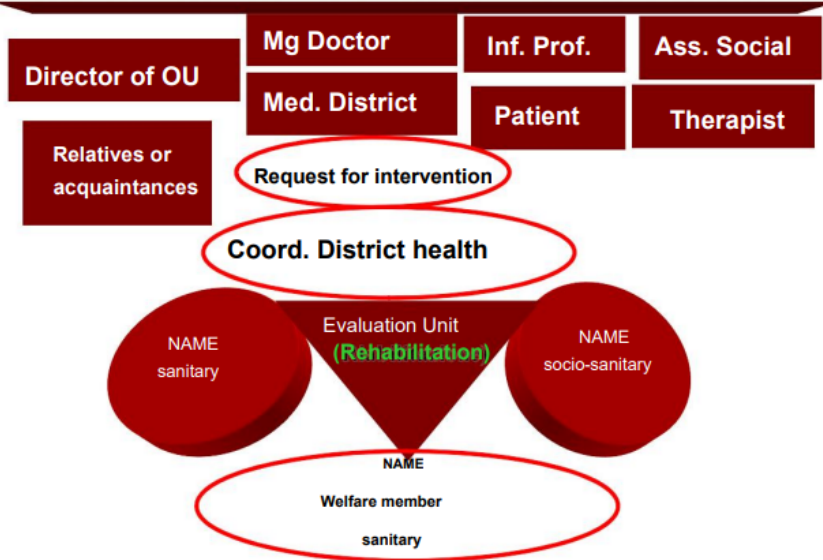 Mg Doctor
Inf. Prof.
Ass. Social
Director of OU
Med. District
Patient
Therapist
Relatives or
acquaintances
Request for intervention
Coord. District health
Evaluation Unit
(Rehabilitation)
NAME
sanitary
NAME
socio-sanitary
NAME
Welfare member
sanitary